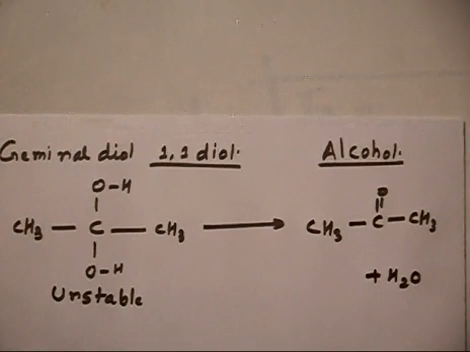 Geminal diol 1,1 diol. Alcohol.
O-H O
CH3 — C — CH3 → CH3 — C — CH3
O-H + H2O
Unstable